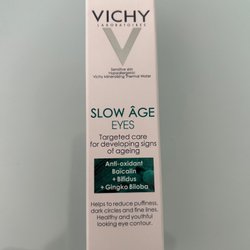 VICHY
LABORATOIRES
Sensitive skin
Hypoallergenic
Vichy Mineralizing Thermal Water
SLOW ÂGE
EYES
Targeted care
for developing signs
of ageing
Anti-oxidant
Baicalin
+ Bifidus
+ Gingko Biloba
Helps to reduce puffiness,
dark circles and fine lines.
Healthy and youthful
looking eye contour.